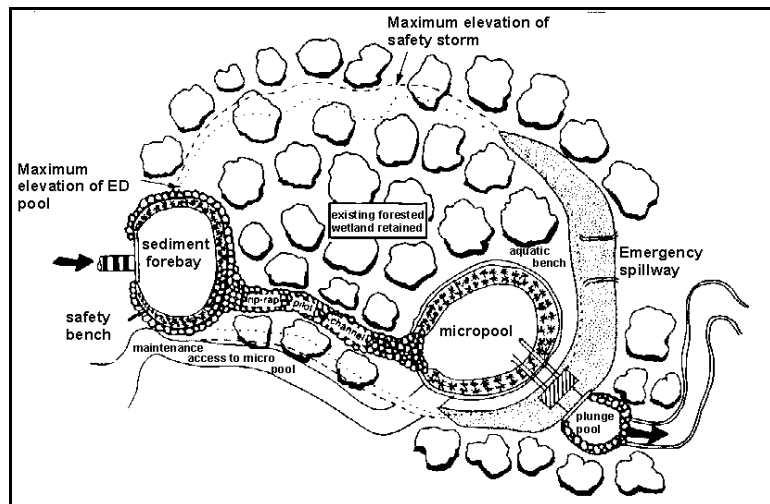 Maximum elevation of
safety storm
Maximum
elevation of ED
pool
existing forested
wetland retained
sediment
forebay
aquatic
bench
Emergency
spillway
rip-rap
pilot
channel
safety
bench
micropool
maintenance
access to micro
pool
plunge
pool